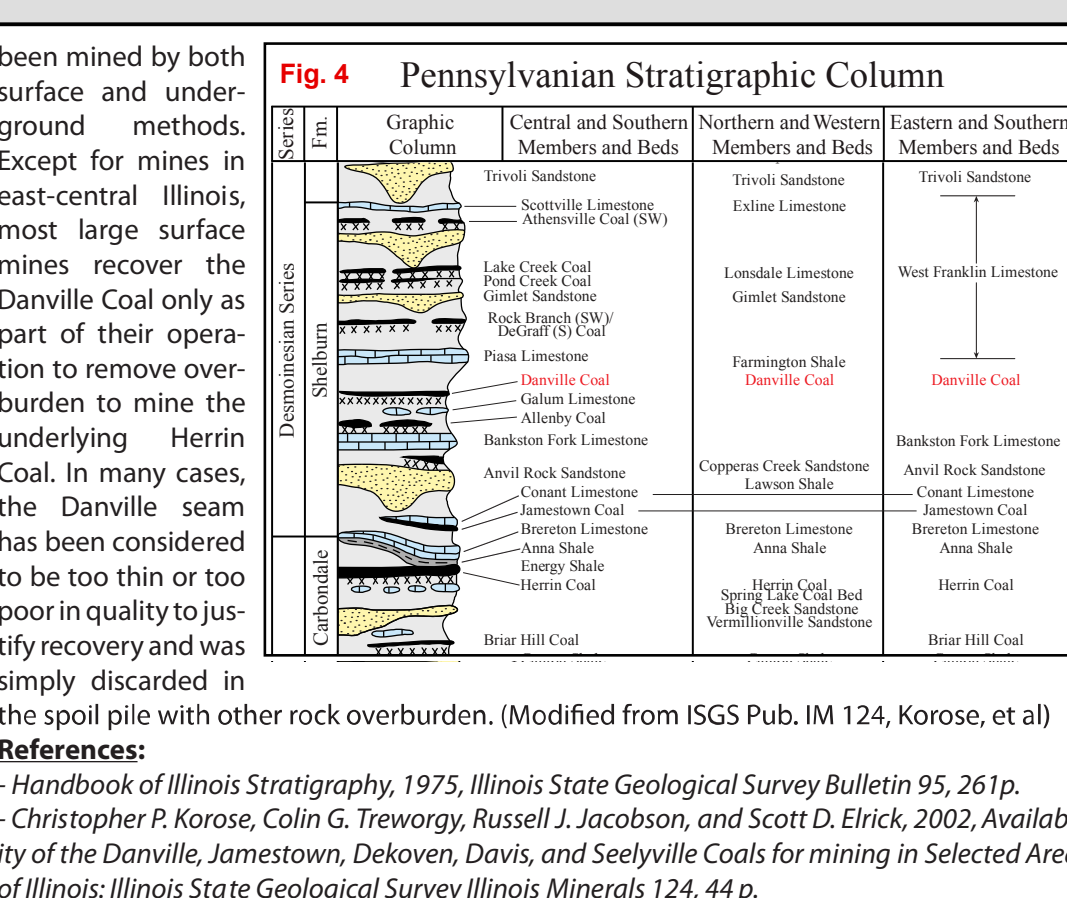 been mined by both
surface and under-
ground methods.
Except for mines in
east-central Illinois,
most large surface
mines recover the
Danville Coal only as
part of their opera-
tion to remove over-
burden to mine the
underlying Herrin
Coal. In many cases,
the Danville seam
has been considered
to be too thin or too
poor in quality to jus-
tify recovery and was
simply discarded in
the spoil pile with other rock overburden. (Modified from ISGS Pub. IM 124, Korose, et al)
Fig. 4 Pennsylvanian Stratigraphic Column
Series
Fm.
Graphic
Column
Central and Southern
Members and Beds
Northern and Western
Members and Beds
Eastern and Southern
Members and Beds
Desmoinesian Series
Shelburn
Carbondale
Trivoli Sandstone
Scottville Limestone
Athensville Coal (SW)
Lake Creek Coal
Pond Creek Coal
Gimlet Sandstone
Rock Branch (SW)/
DeGraff (S) Coal
Piasa Limestone
Danville Coal
Galum Limestone
Allenby Coal
Bankston Fork Limestone
Anvil Rock Sandstone
Conant Limestone
Jamestown Coal
Brereton Limestone
Anna Shale
Energy Shale
Herrin Coal
Briar Hill Coal
Trivoli Sandstone
Exline Limestone
Lonsdale Limestone
Gimlet Sandstone
Farmington Shale
Danville Coal
Copperas Creek Sandstone
Lawson Shale
Brereton Limestone
Anna Shale
Herrin Coal
Spring Lake Coal Bed
Big Creek Sandstone
Vermillionville Sandstone
Trivoli Sandstone
West Franklin Limestone
Danville Coal
Bankston Fork Limestone
Anvil Rock Sandstone
Conant Limestone
Jamestown Coal
Brereton Limestone
Anna Shale
Herrin Coal
Briar Hill Coal
References:
- Handbook of Illinois Stratigraphy, 1975, Illinois State Geological Survey Bulletin 95, 261p.
- Christopher P. Korose, Colin G. Treworgy, Russell J. Jacobson, and Scott D. Elrick, 2002, Availab
ity of the Danville, Jamestown, Dekoven, Davis, and Seelyville Coals for mining in Selected Area
of Illinois: Illinois State Geological Survey Illinois Minerals 124, 44 p.